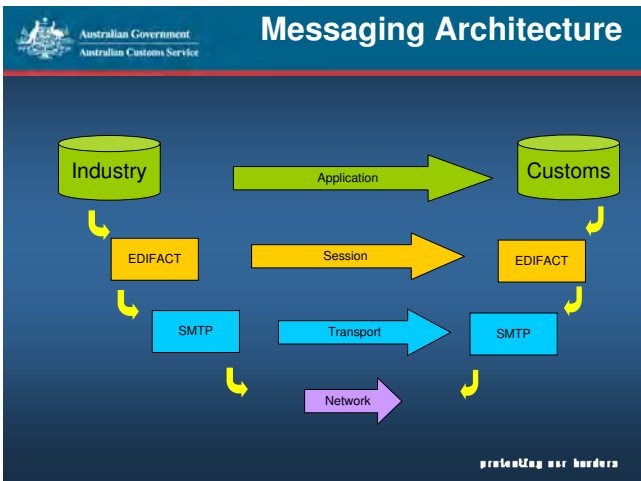 Australian Government
Australian Customs Service
Messaging Architecture
Industry
Application
Customs
EDIFACT
Session
EDIFACT
SMTP
Transport
SMTP
Network
protecting our borders